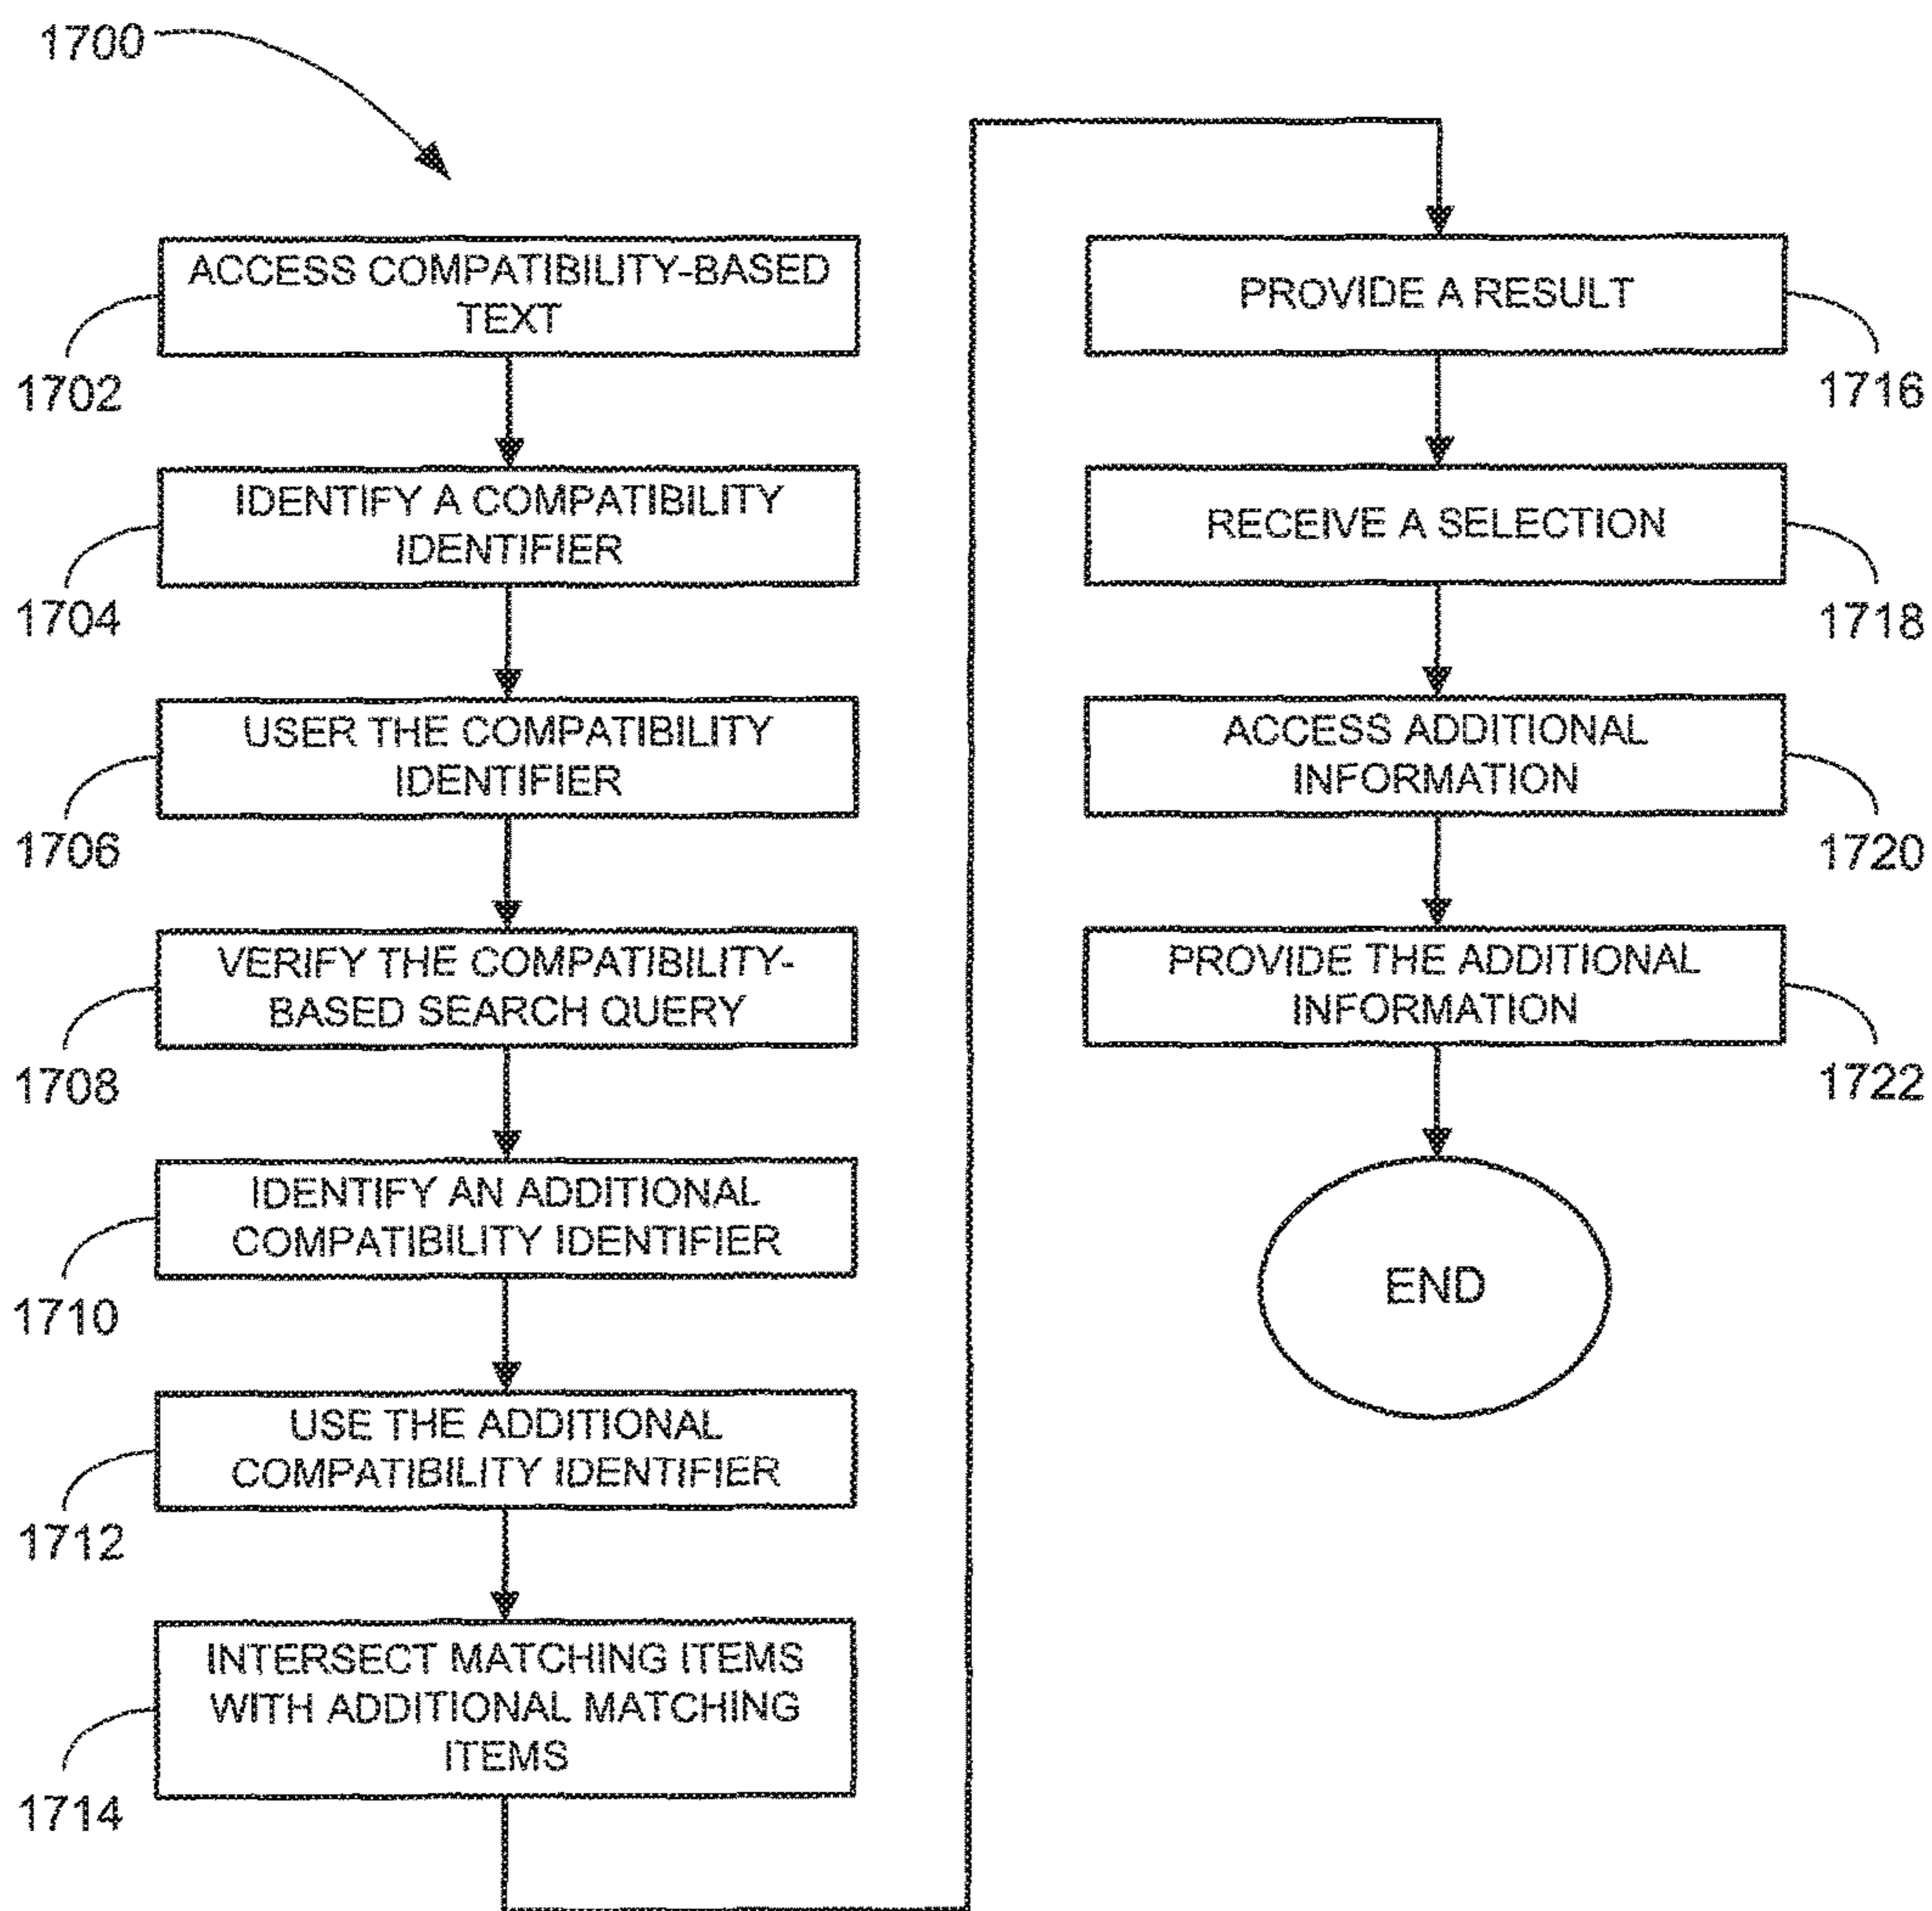 1700
ACCESS COMPATIBILITY-BASED
TEXT
1702
IDENTIFY A COMPATIBILITY
IDENTIFIER
1704
USER THE COMPATIBILITY
IDENTIFIER
1706
VERIFY THE COMPATIBILITY-
BASED SEARCH QUERY
1708
IDENTIFY AN ADDITIONAL
COMPATIBILITY IDENTIFIER
1710
USE THE ADDITIONAL
COMPATIBILITY IDENTIFIER
1712
INTERSECT MATCHING ITEMS
WITH ADDITIONAL MATCHING
ITEMS
1714
PROVIDE A RESULT
1716
RECEIVE A SELECTION
1718
ACCESS ADDITIONAL
INFORMATION
1720
PROVIDE THE ADDITIONAL
INFORMATION
1722
END